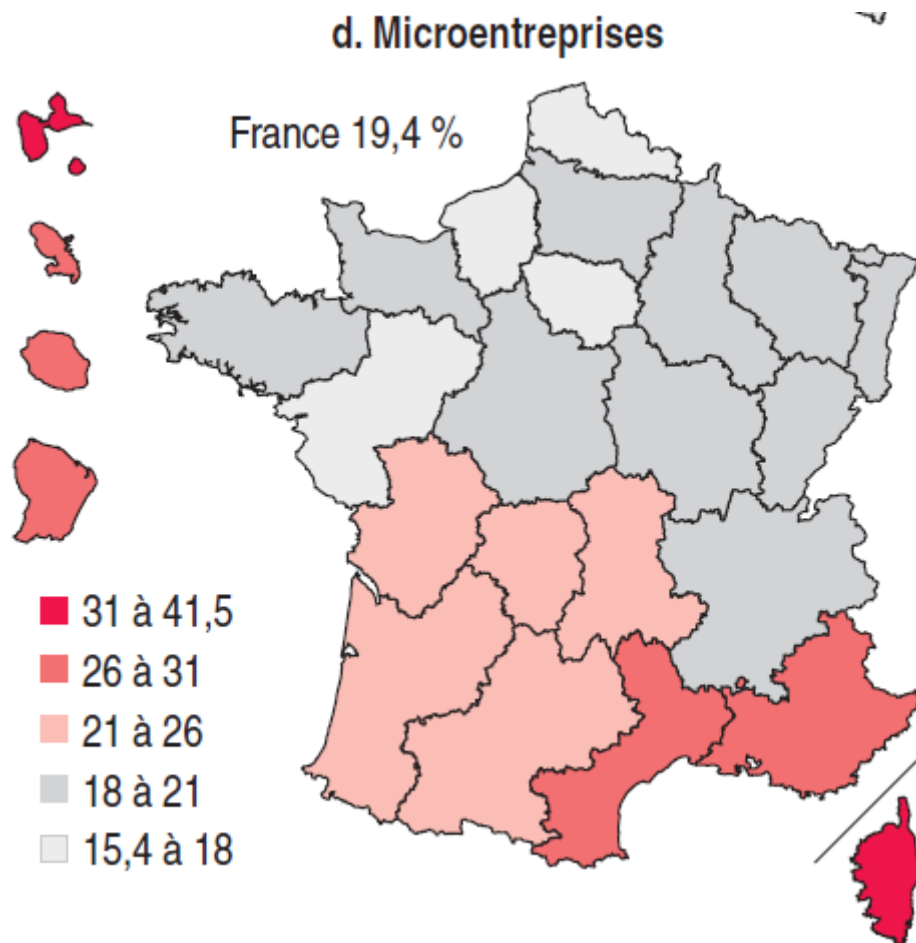 d. Microentreprises
France 19,4 %
31 à 41,5
26 à 31
21 à 26
18 à 21
15,4 à 18